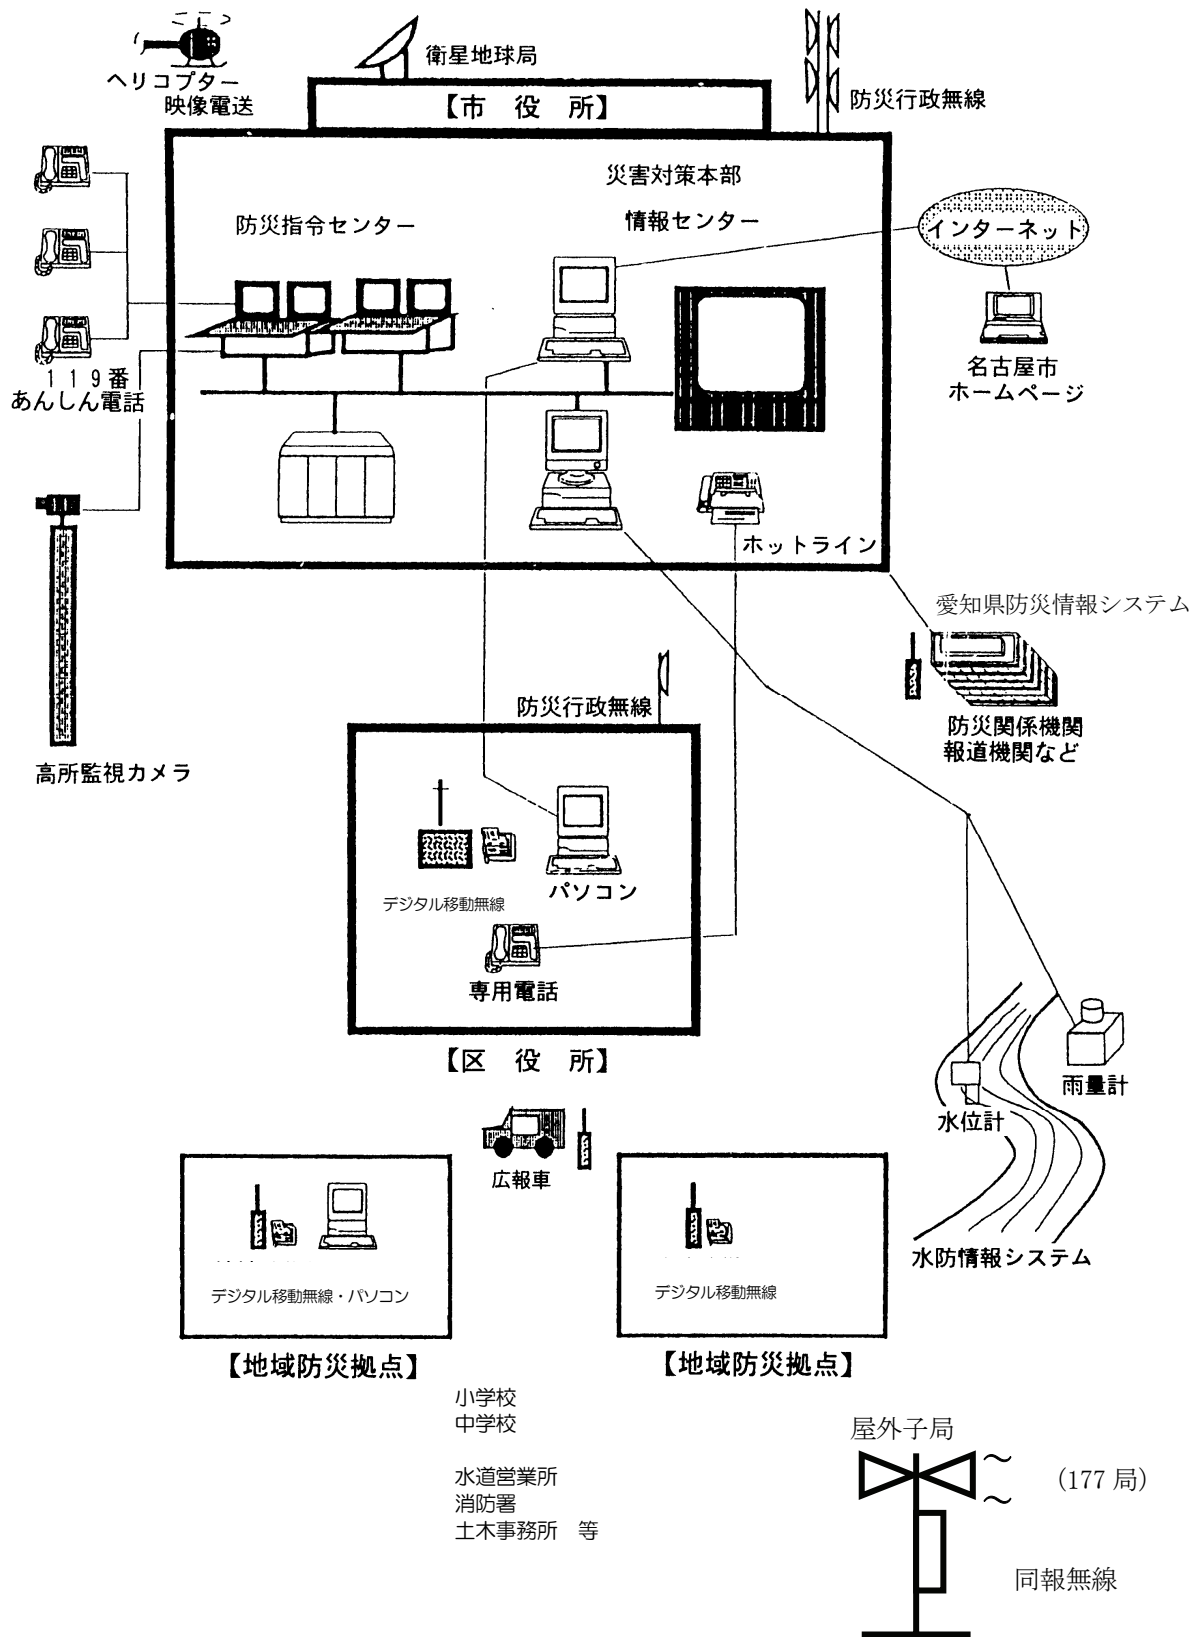 ヘリコプター
映像電送
衛星地球局
【市　役　所】
防災行政無線
災害対策本部
情報センター
防災指令センター
インターネット
名古屋市
ホームページ
１１９番
あんしん電話
ホットライン
愛知県防災情報システム
防災関係機関
報道機関など
高所監視カメラ
防災行政無線
パソコン
デジタル移動無線
専用電話
【区　役　所】
雨量計
水位計
水防情報システム
広報車
デジタル移動無線・パソコン
デジタル移動無線
【地域防災拠点】
【地域防災拠点】
小学校
中学校
水道営業所
消防署
土木事務所　等
屋外子局
(177 局)
同報無線